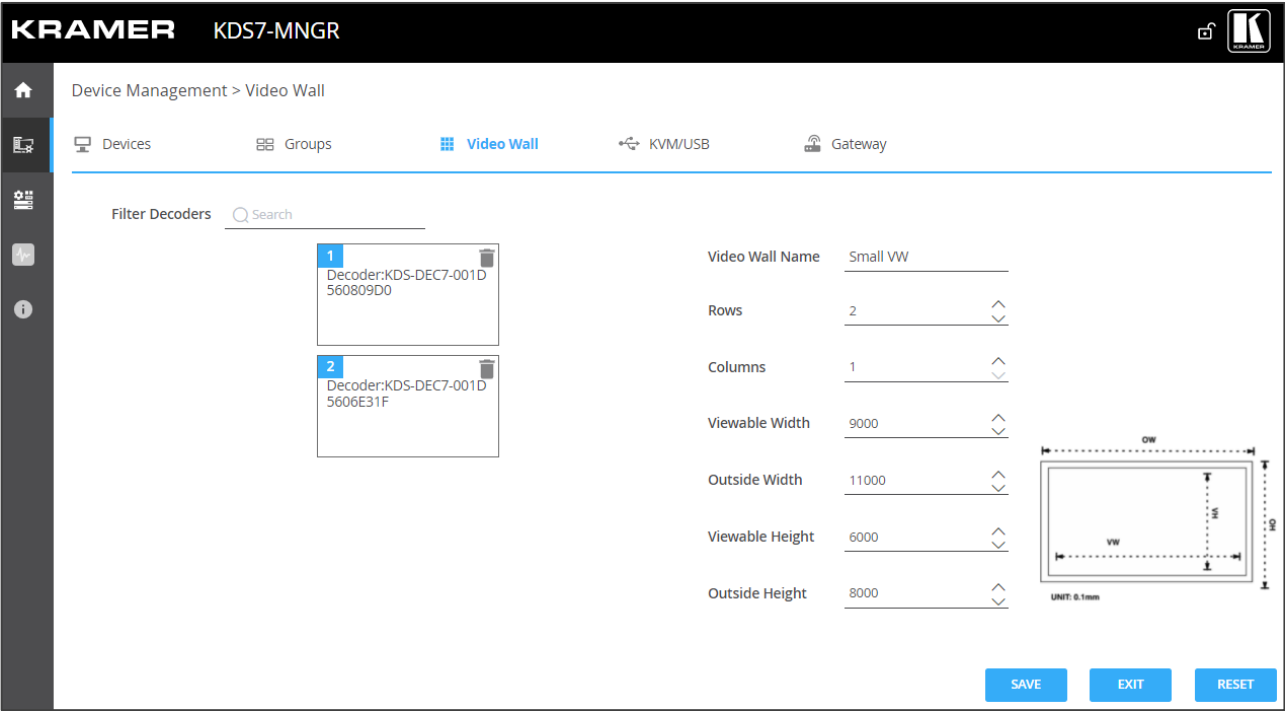 KRAMER KDS7-MNGR
KRAMER
Device Management > Video Wall
Devices Groups Video Wall KVM/USB Gateway
Filter Decoders Search
1
Decoder:KDS-DEC7-001D
560809D0
2
Decoder:KDS-DEC7-001D
5606E31F
Video Wall Name Small VW
Rows 2
Columns 1
Viewable Width 9000
Outside Width 11000
Viewable Height 6000
Outside Height 8000
OW
VH
OH
VW
UNIT: 0.1mm
SAVE EXIT RESET